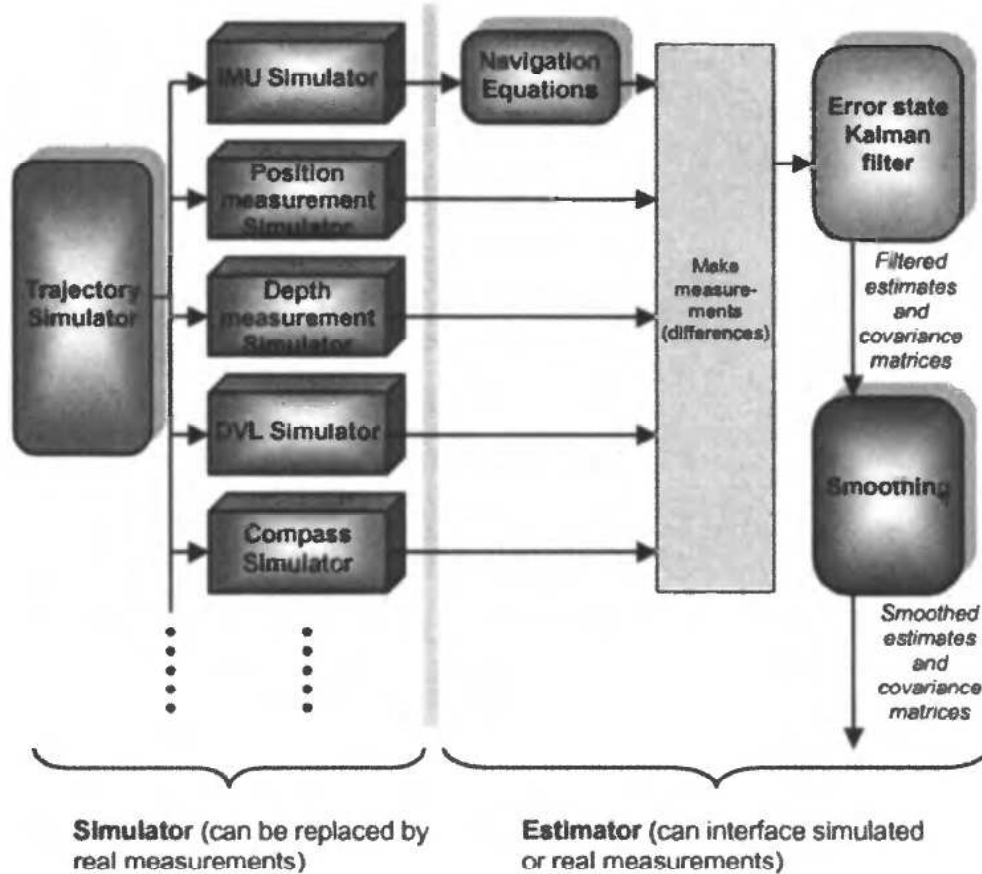 IMU Simulator
Navigation
Equations
Error state
Kalman
filter
Position
measurement
Simulator
Trajectory
Simulator
Depth
measurement
Simulator
Make
measure-
ments
(differences)
Filtered
estimates
and
covariance
matrices
DVL Simulator
Smoothing
Compass
Simulator
Smoothed
estimates
and
covariance
matrices
Simulator (can be replaced by
real measurements)
Estimator (can interface simulated
or real measurements)